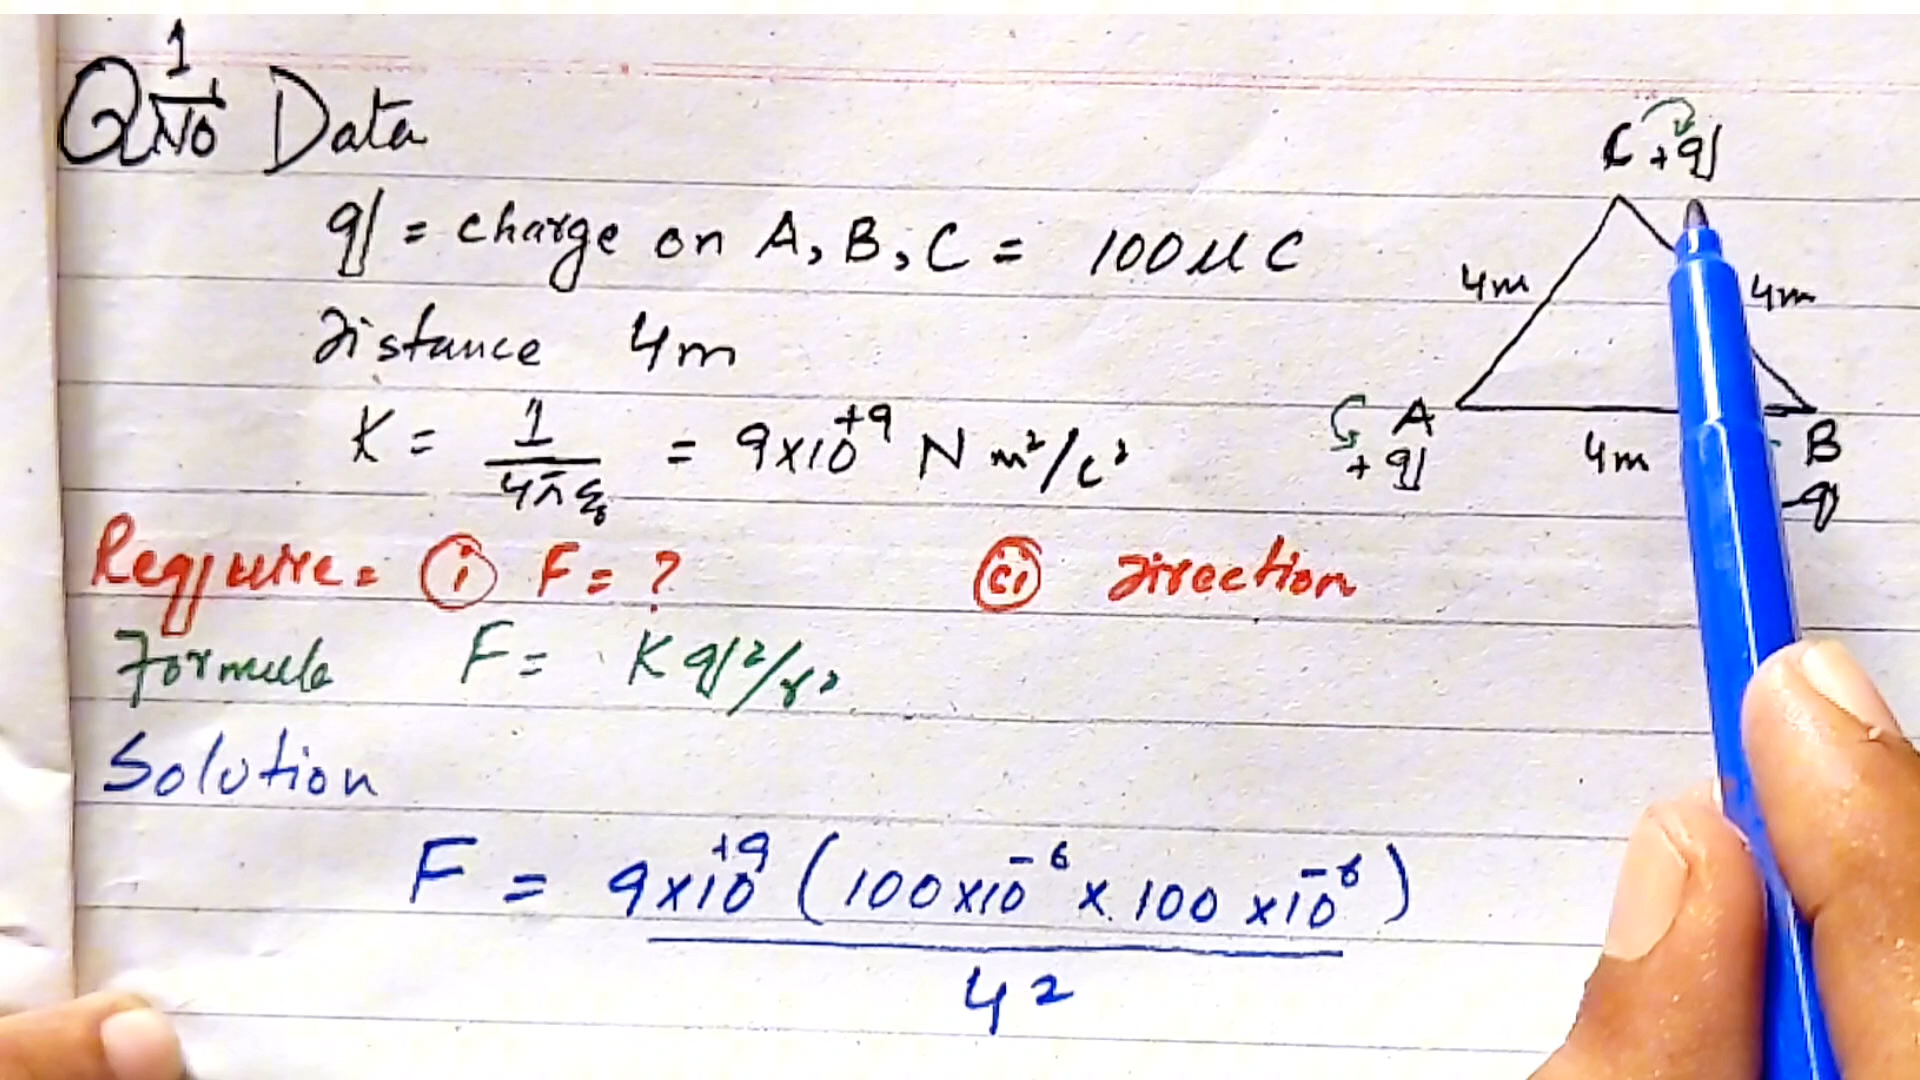 Q No 1 Data
q = charge on A, B, C = 100 μC
Distance 4m
K = 1/4πε₀ = 9×10⁺⁹ N m²/c²
Require = (i) F = ? (ii) Direction
Formula F = Kq²/r²
Solution
F = 9×10⁺⁹ (100×10⁻⁶ × 100 ×10⁻⁶)
4²
C +q
4m 4m
A B
+q 4m -q